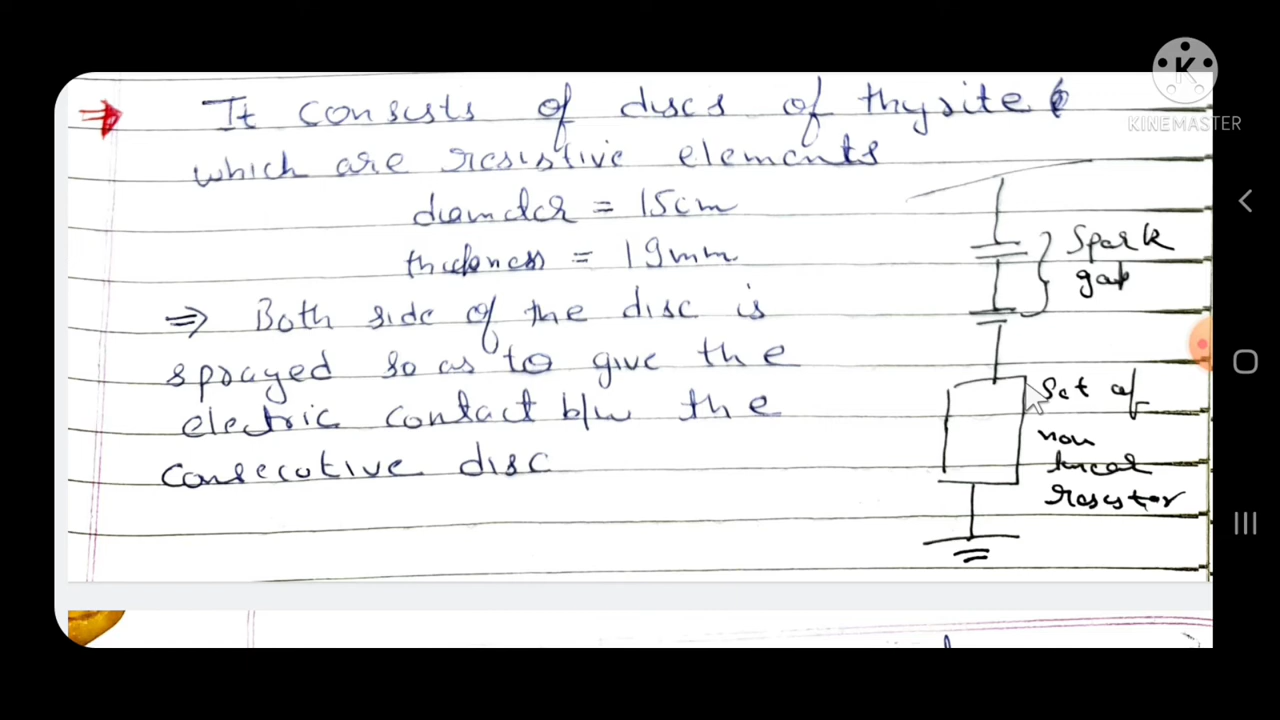 It consists of discs of thysite
which are resistive elements
diameter = 15cm
thickness = 19mm
⇒ Both side of the disc is
sprayed so as to give the
electric contact b/w the
consecutive disc
Spark
gap
Set of
non
linear
resistor
K
KINEMASTER